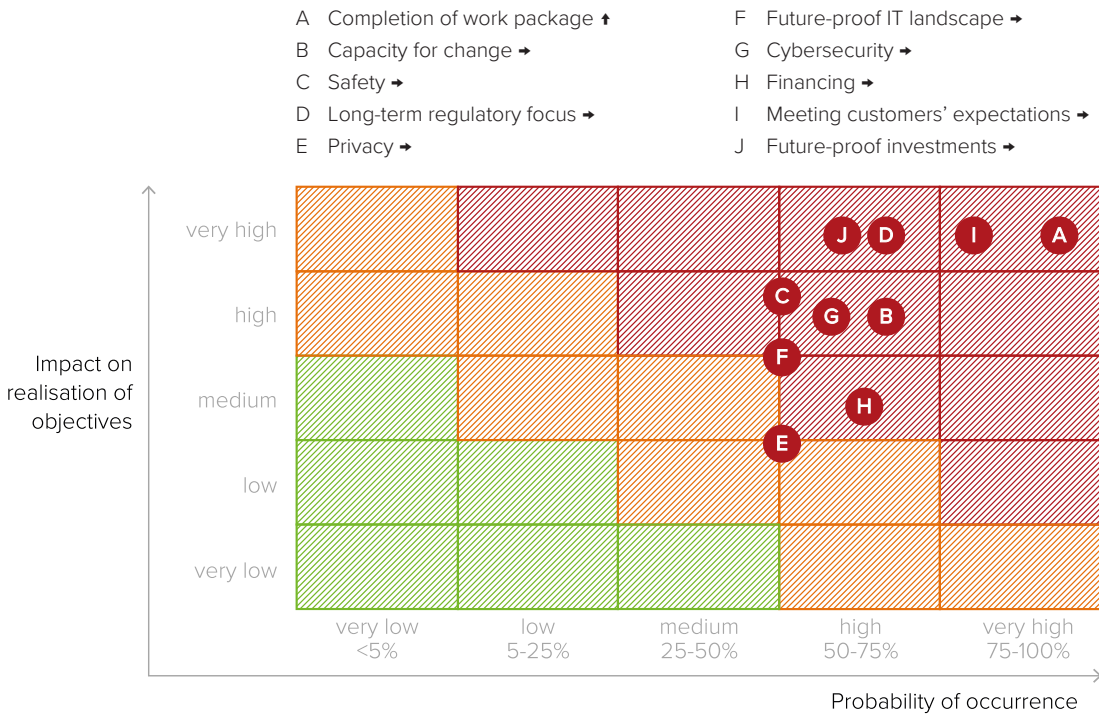 A Completion of work package ↑
B Capacity for change →
C Safety →
D Long-term regulatory focus →
E Privacy →
F Future-proof IT landscape →
G Cybersecurity →
H Financing →
I Meeting customers’ expectations →
J Future-proof investments →
very high
J D I A
C
high
G B
F
Impact on
realisation of
objectives
medium
H
E
low
very low
very low
<5%
low
5-25%
medium
25-50%
high
50-75%
very high
75-100%
Probability of occurrence